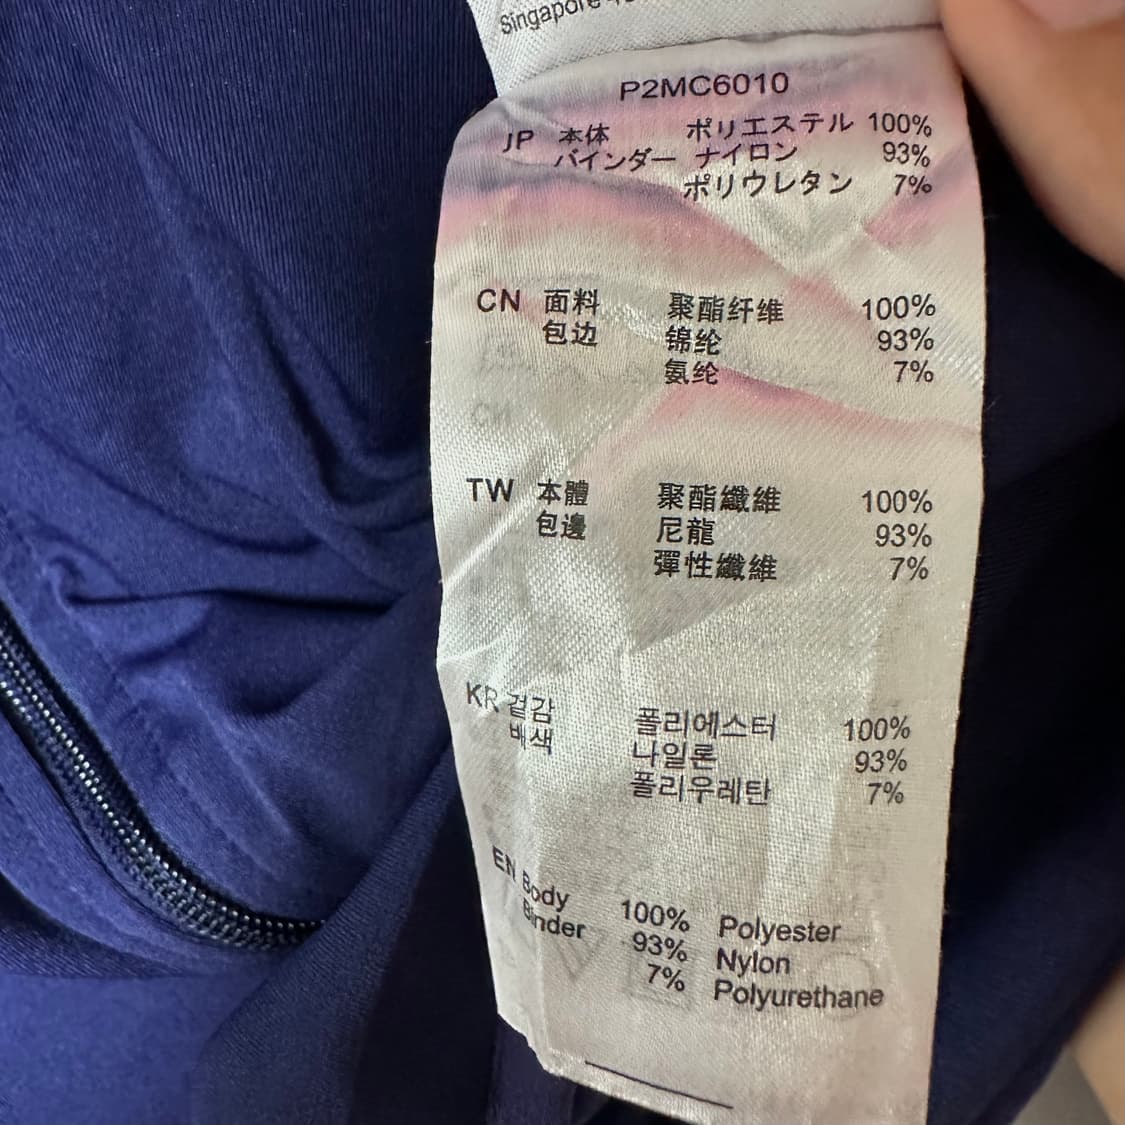 Singapore
P2MC6010
JP 本体 ポリエステル 100%
バインダー ナイロン 93%
ポリウレタン 7%
CN 面料 聚酯纤维 100%
包边 锦纶 93%
氨纶 7%
TW 本體 聚酯纖維 100%
包邊 尼龍 93%
彈性纖維 7%
KR 겉감 폴리에스터 100%
배색 나일론 93%
폴리우레탄 7%
EN Body 100% Polyester
Binder 93% Nylon
7% Polyurethane